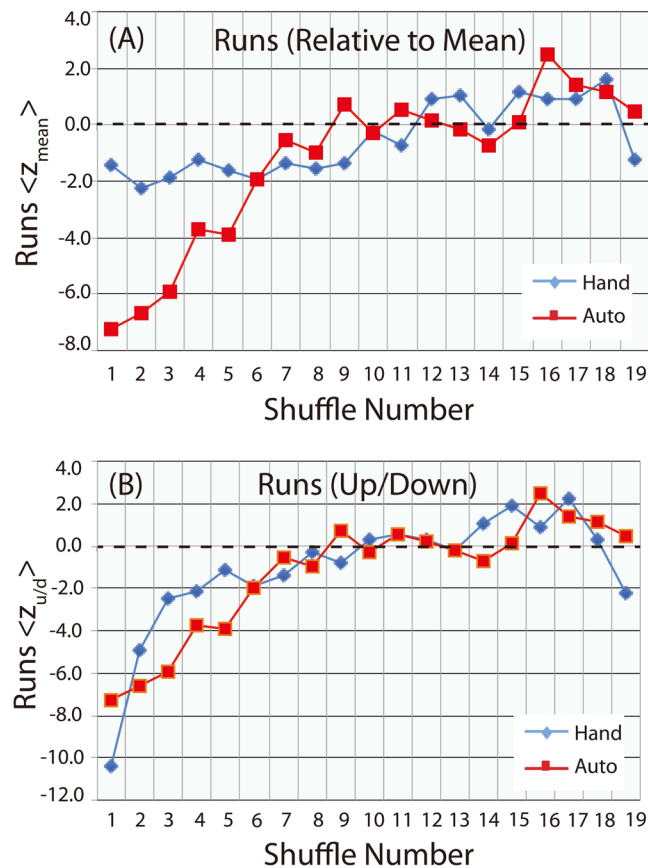 (A) Runs (Relative to Mean)
2.0
0.0
-2.0
-4.0
-6.0
-8.0
Runs <z_mean>
Hand
Auto
1 2 3 4 5 6 7 8 9 10 11 12 13 14 15 16 17 18 19
Shuffle Number
(B) Runs (Up/Down)
4.0
2.0
0.0
-2.0
-4.0
-6.0
-8.0
-10.0
-12.0
Runs <z_u/d>
Hand
Auto
1 2 3 4 5 6 7 8 9 10 11 12 13 14 15 16 17 18 19
Shuffle Number